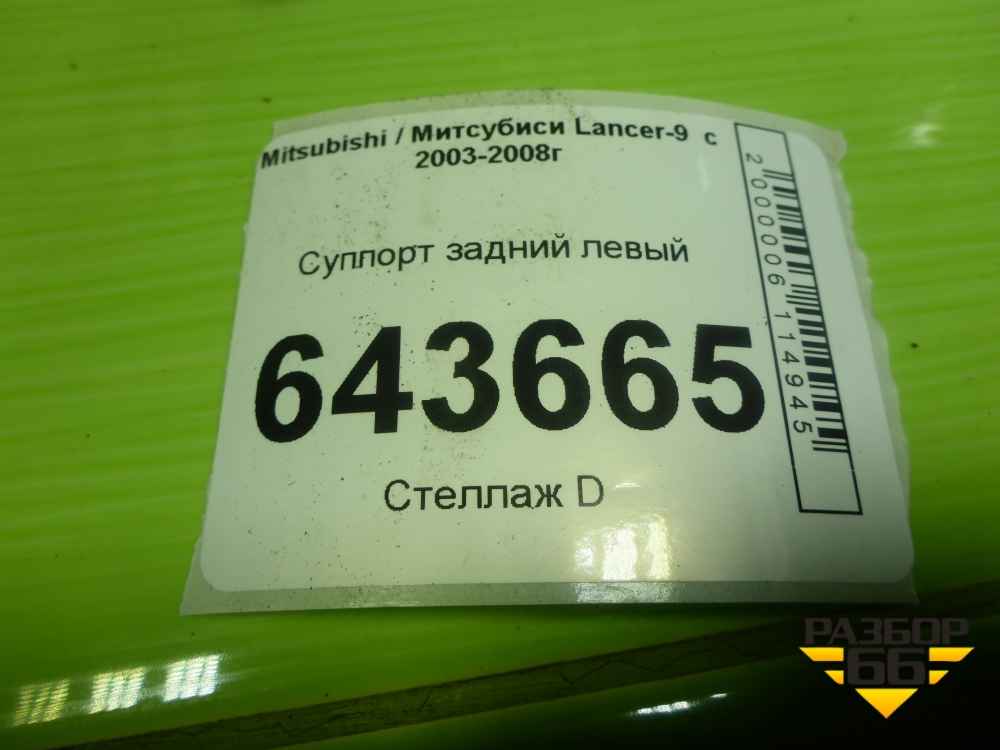 Mitsubishi / Митсубиси Lancer-9 с
2003-2008г
Суппорт задний левый
643665
Стеллаж D
2000006114945
РАЗБОР
66